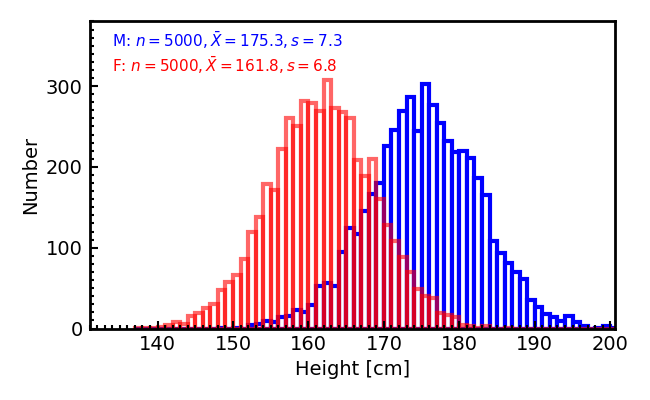 M: n = 5000, X̄ = 175.3, s = 7.3
F: n = 5000, X̄ = 161.8, s = 6.8
300
200
100
0
Number
140 150 160 170 180 190 200
Height [cm]